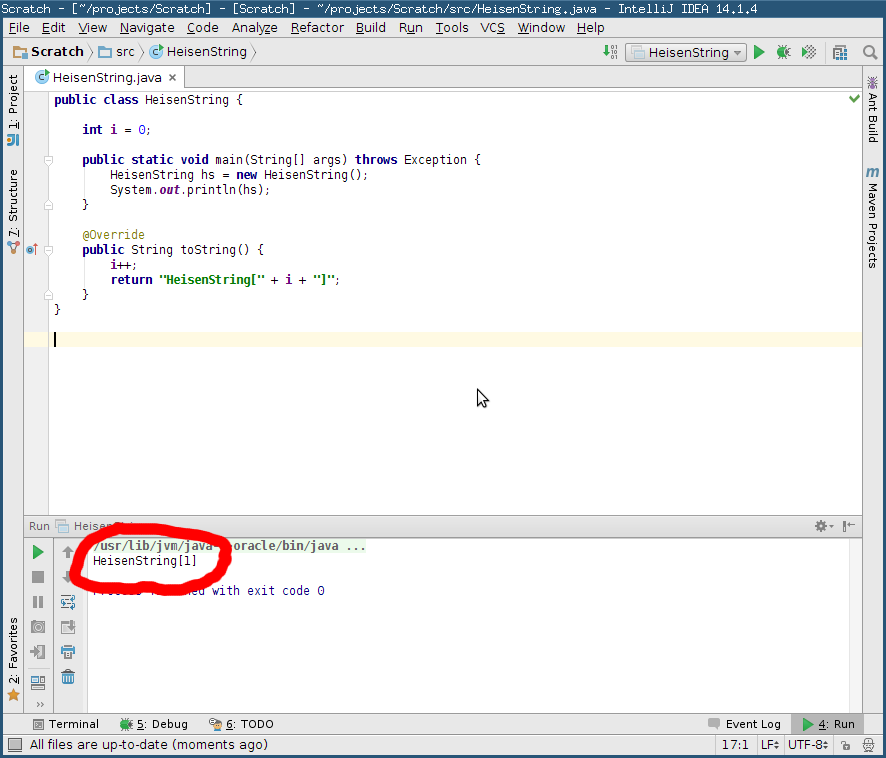 Scratch - [~/projects/Scratch] - [Scratch] - ~/projects/Scratch/src/HeisenString.java - IntelliJ IDEA 14.1.4
File Edit View Navigate Code Analyze Refactor Build Run Tools VCS Window Help
Scratch src HeisenString HeisenString
1: Project
7: Structure
2: Favorites
HeisenString.java
Ant Build
Maven Projects
public class HeisenString {
int i = 0;
public static void main(String[] args) throws Exception {
HeisenString hs = new HeisenString();
System.out.println(hs);
}
@Override
public String toString() {
i++;
return "HeisenString[" + i + "]";
}
}
Run
/usr/lib/jvm/java oracle/bin/java ...
HeisenString[1]
with exit code 0
Terminal 5: Debug 6: TODO Event Log 4: Run
All files are up-to-date (moments ago) 17:1 LF UTF-8